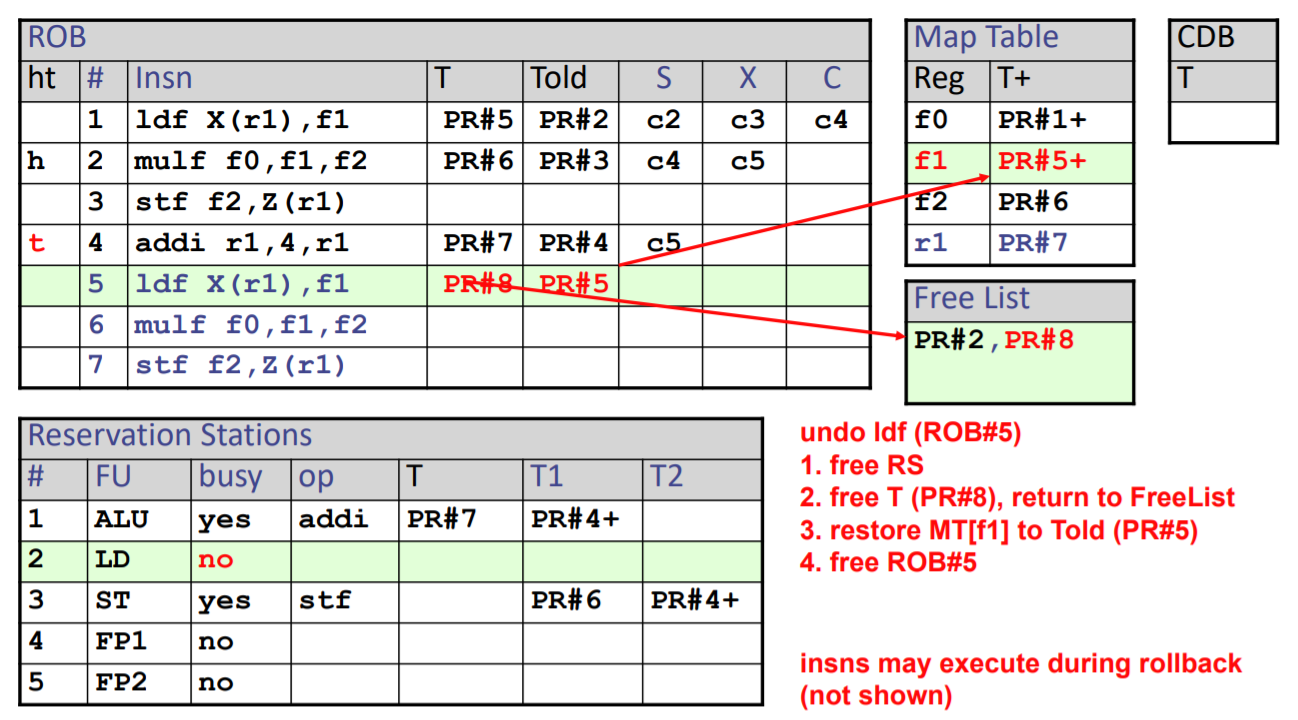 ROB
ht # Insn T Told S X C
1 ldf X(r1),f1 PR#5 PR#2 c2 c3 c4
h 2 mulf f0,f1,f2 PR#6 PR#3 c4 c5
3 stf f2,Z(r1)
t 4 addi r1,4,r1 PR#7 PR#4 c5
5 ldf X(r1),f1 PR#8 PR#5
6 mulf f0,f1,f2
7 stf f2,Z(r1)
Map Table
Reg T+
f0 PR#1+
f1 PR#5+
f2 PR#6
r1 PR#7
CDB
T
Free List
PR#2,PR#8
Reservation Stations
# FU busy op T T1 T2
1 ALU yes addi PR#7 PR#4+
2 LD no
3 ST yes stf PR#6 PR#4+
4 FP1 no
5 FP2 no
undo ldf (ROB#5)
1. free RS
2. free T (PR#8), return to FreeList
3. restore MT[f1] to Told (PR#5)
4. free ROB#5
insns may execute during rollback
(not shown)